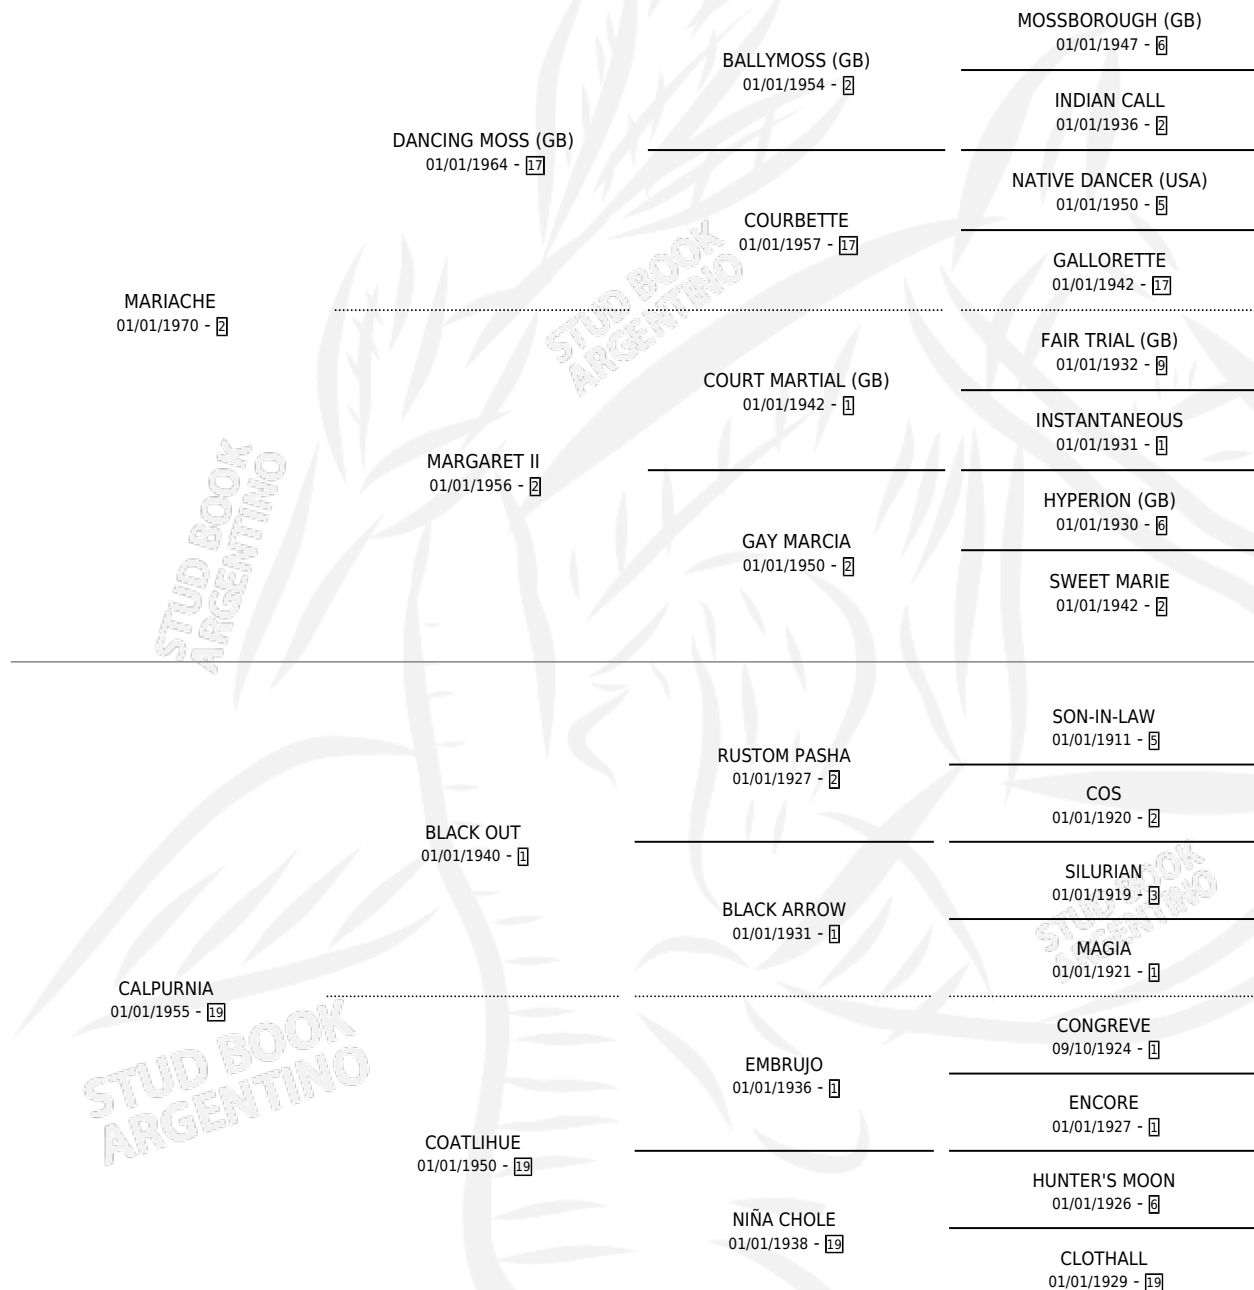 MOSSBOROUGH (GB)
01/01/1947 - 6
BALLYMOSS (GB)
01/01/1954 - 2
INDIAN CALL
01/01/1936 - 2
DANCING MOSS (GB)
01/01/1964 - 17
NATIVE DANCER (USA)
01/01/1950 - 5
COURBETTE
01/01/1957 - 17
GALLORETTE
01/01/1942 - 17
MARIACHE
01/01/1970 - 2
FAIR TRIAL (GB)
01/01/1932 - 9
COURT MARTIAL (GB)
01/01/1942 - 1
INSTANTANEOUS
01/01/1931 - 1
MARGARET II
01/01/1956 - 2
HYPERION (GB)
01/01/1930 - 6
GAY MARCIA
01/01/1950 - 2
SWEET MARIE
01/01/1942 - 2
STUD BOOK
ARGENTINO
STUD BOOK
ARGENTINO
SON-IN-LAW
01/01/1911 - 5
RUSTOM PASHA
01/01/1927 - 2
COS
01/01/1920 - 2
BLACK OUT
01/01/1940 - 1
SILURIAN
01/01/1919 - 3
BLACK ARROW
01/01/1931 - 1
MAGIA
01/01/1921 - 1
CALPURNIA
01/01/1955 - 19
CONGREVE
09/10/1924 - 1
EMBRUJO
01/01/1936 - 1
ENCORE
01/01/1927 - 1
COATLIHUE
01/01/1950 - 19
HUNTER'S MOON
01/01/1926 - 6
NIÑA CHOLE
01/01/1938 - 19
CLOTHALL
01/01/1929 - 19
STUD BOOK
ARGENTINO
STUD BOOK
ARGENTINO